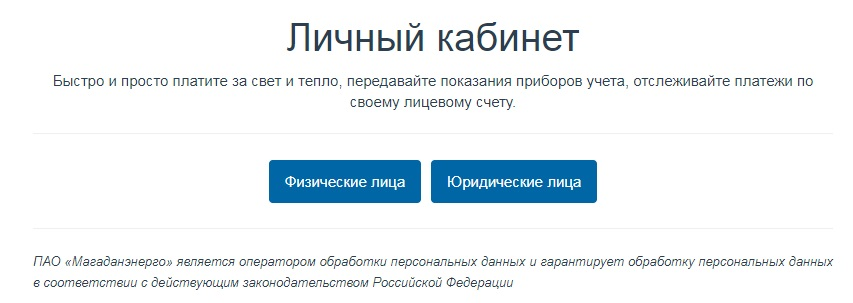 Личный кабинет
Быстро и просто платите за свет и тепло, передавайте показания приборов учета, отслеживайте платежи по
своему лицевому счету.
Физические лица
Юридические лица
ПАО «Магаданэнерго» является оператором обработки персональных данных и гарантирует обработку персональных данных
в соответствии с действующим законодательством Российской Федерации